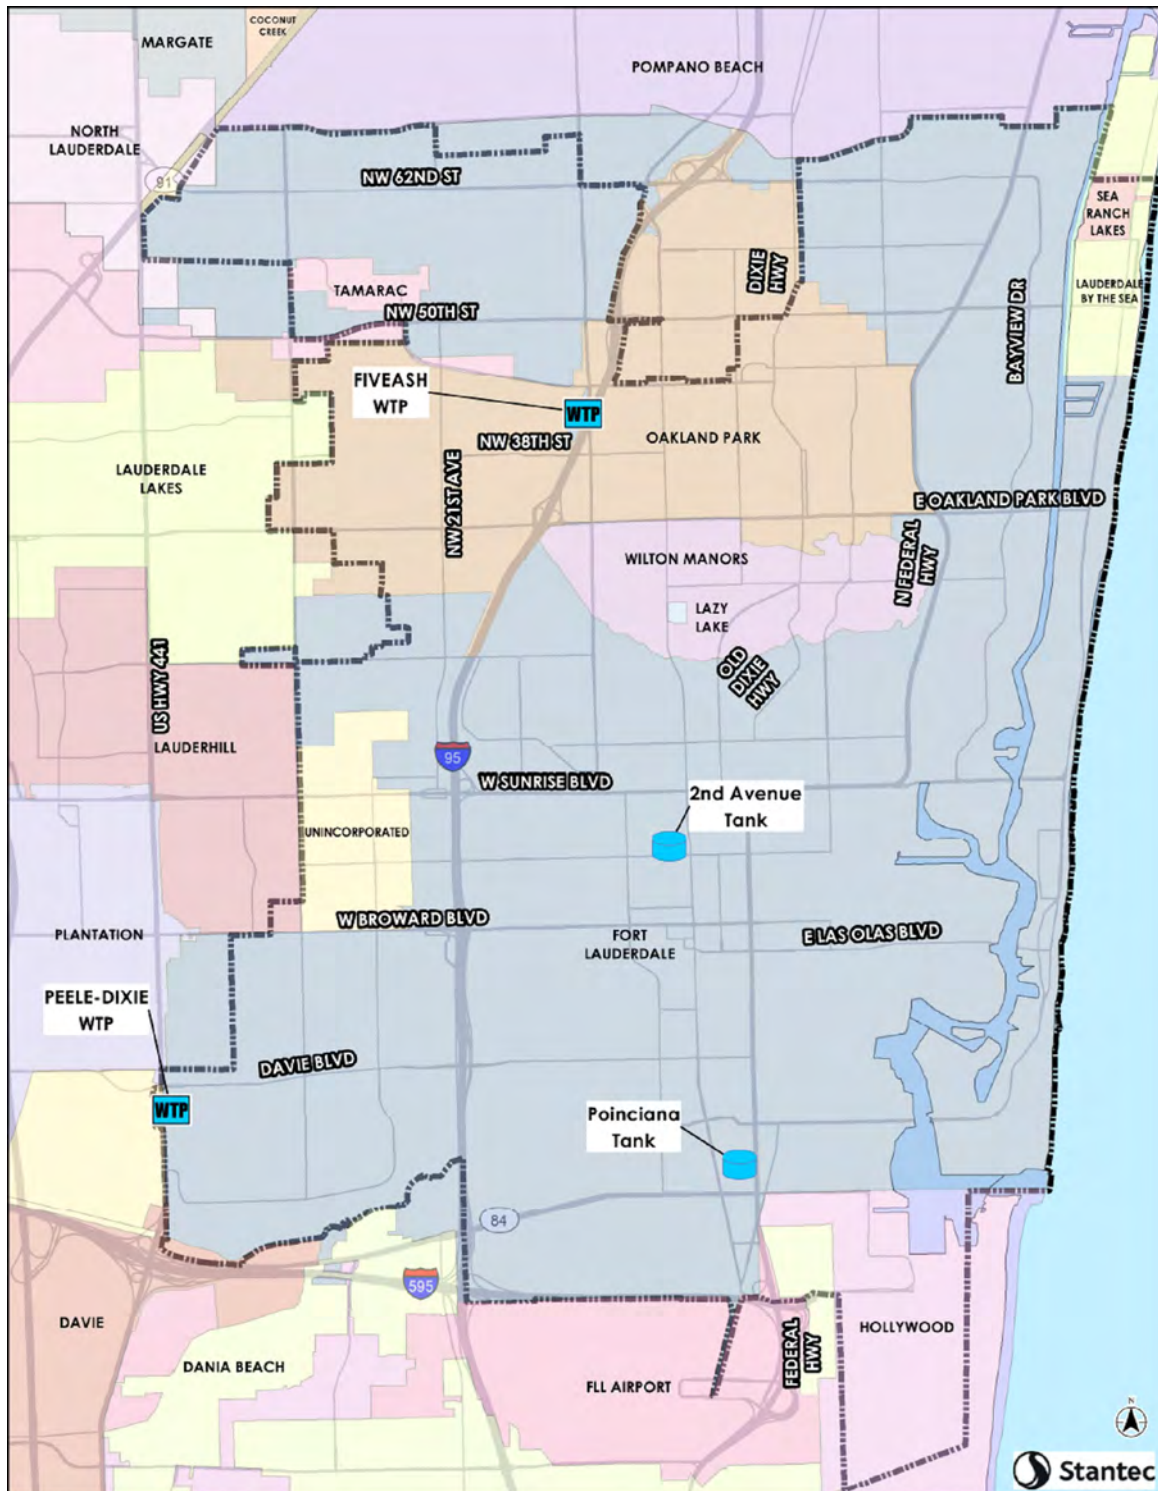 COCONUT
CREEK
MARGATE
POMPANO BEACH
NORTH
LAUDERDALE
91
NW 62ND ST
SEA
RANCH
LAKES
DIXIE
HWY
TAMARAC
NW 50TH ST
BAYVIEW DR
LAUDERDALE
BY THE SEA
FIVEASH
WTP
WTP
NW 38TH ST
OAKLAND PARK
LAUDERDALE
LAKES
NW 21ST AVE
E OAKLAND PARK BLVD
WILTON MANORS
N FEDERAL
HWY
LAZY
LAKE
OLD
DIXIE
HWY
US HWY 441
LAUDERHILL
95
W SUNRISE BLVD
2nd Avenue
Tank
UNINCORPORATED
W BROWARD BLVD
PLANTATION
FORT
LAUDERDALE
E LAS OLAS BLVD
PEELE-DIXIE
WTP
DAVIE BLVD
WTP
Poinciana
Tank
84
595
DAVIE
DANIA BEACH
FLL AIRPORT
FEDERAL
HWY
HOLLYWOOD
N
Stantec